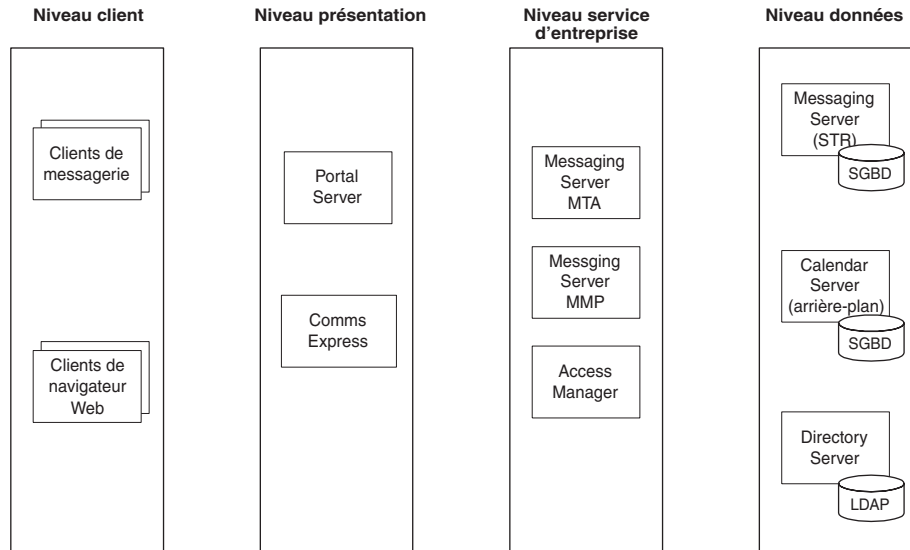 Niveau client
Niveau présentation
Niveau service
d'entreprise
Niveau données
Clients de
messagerie
Clients de
navigateur
Web
Portal
Server
Comms
Express
Messaging
Server
MTA
Messging
Server
MMP
Access
Manager
Messaging
Server
(STR)
SGBD
Calendar
Server
(arrière-plan)
SGBD
Directory
Server
LDAP